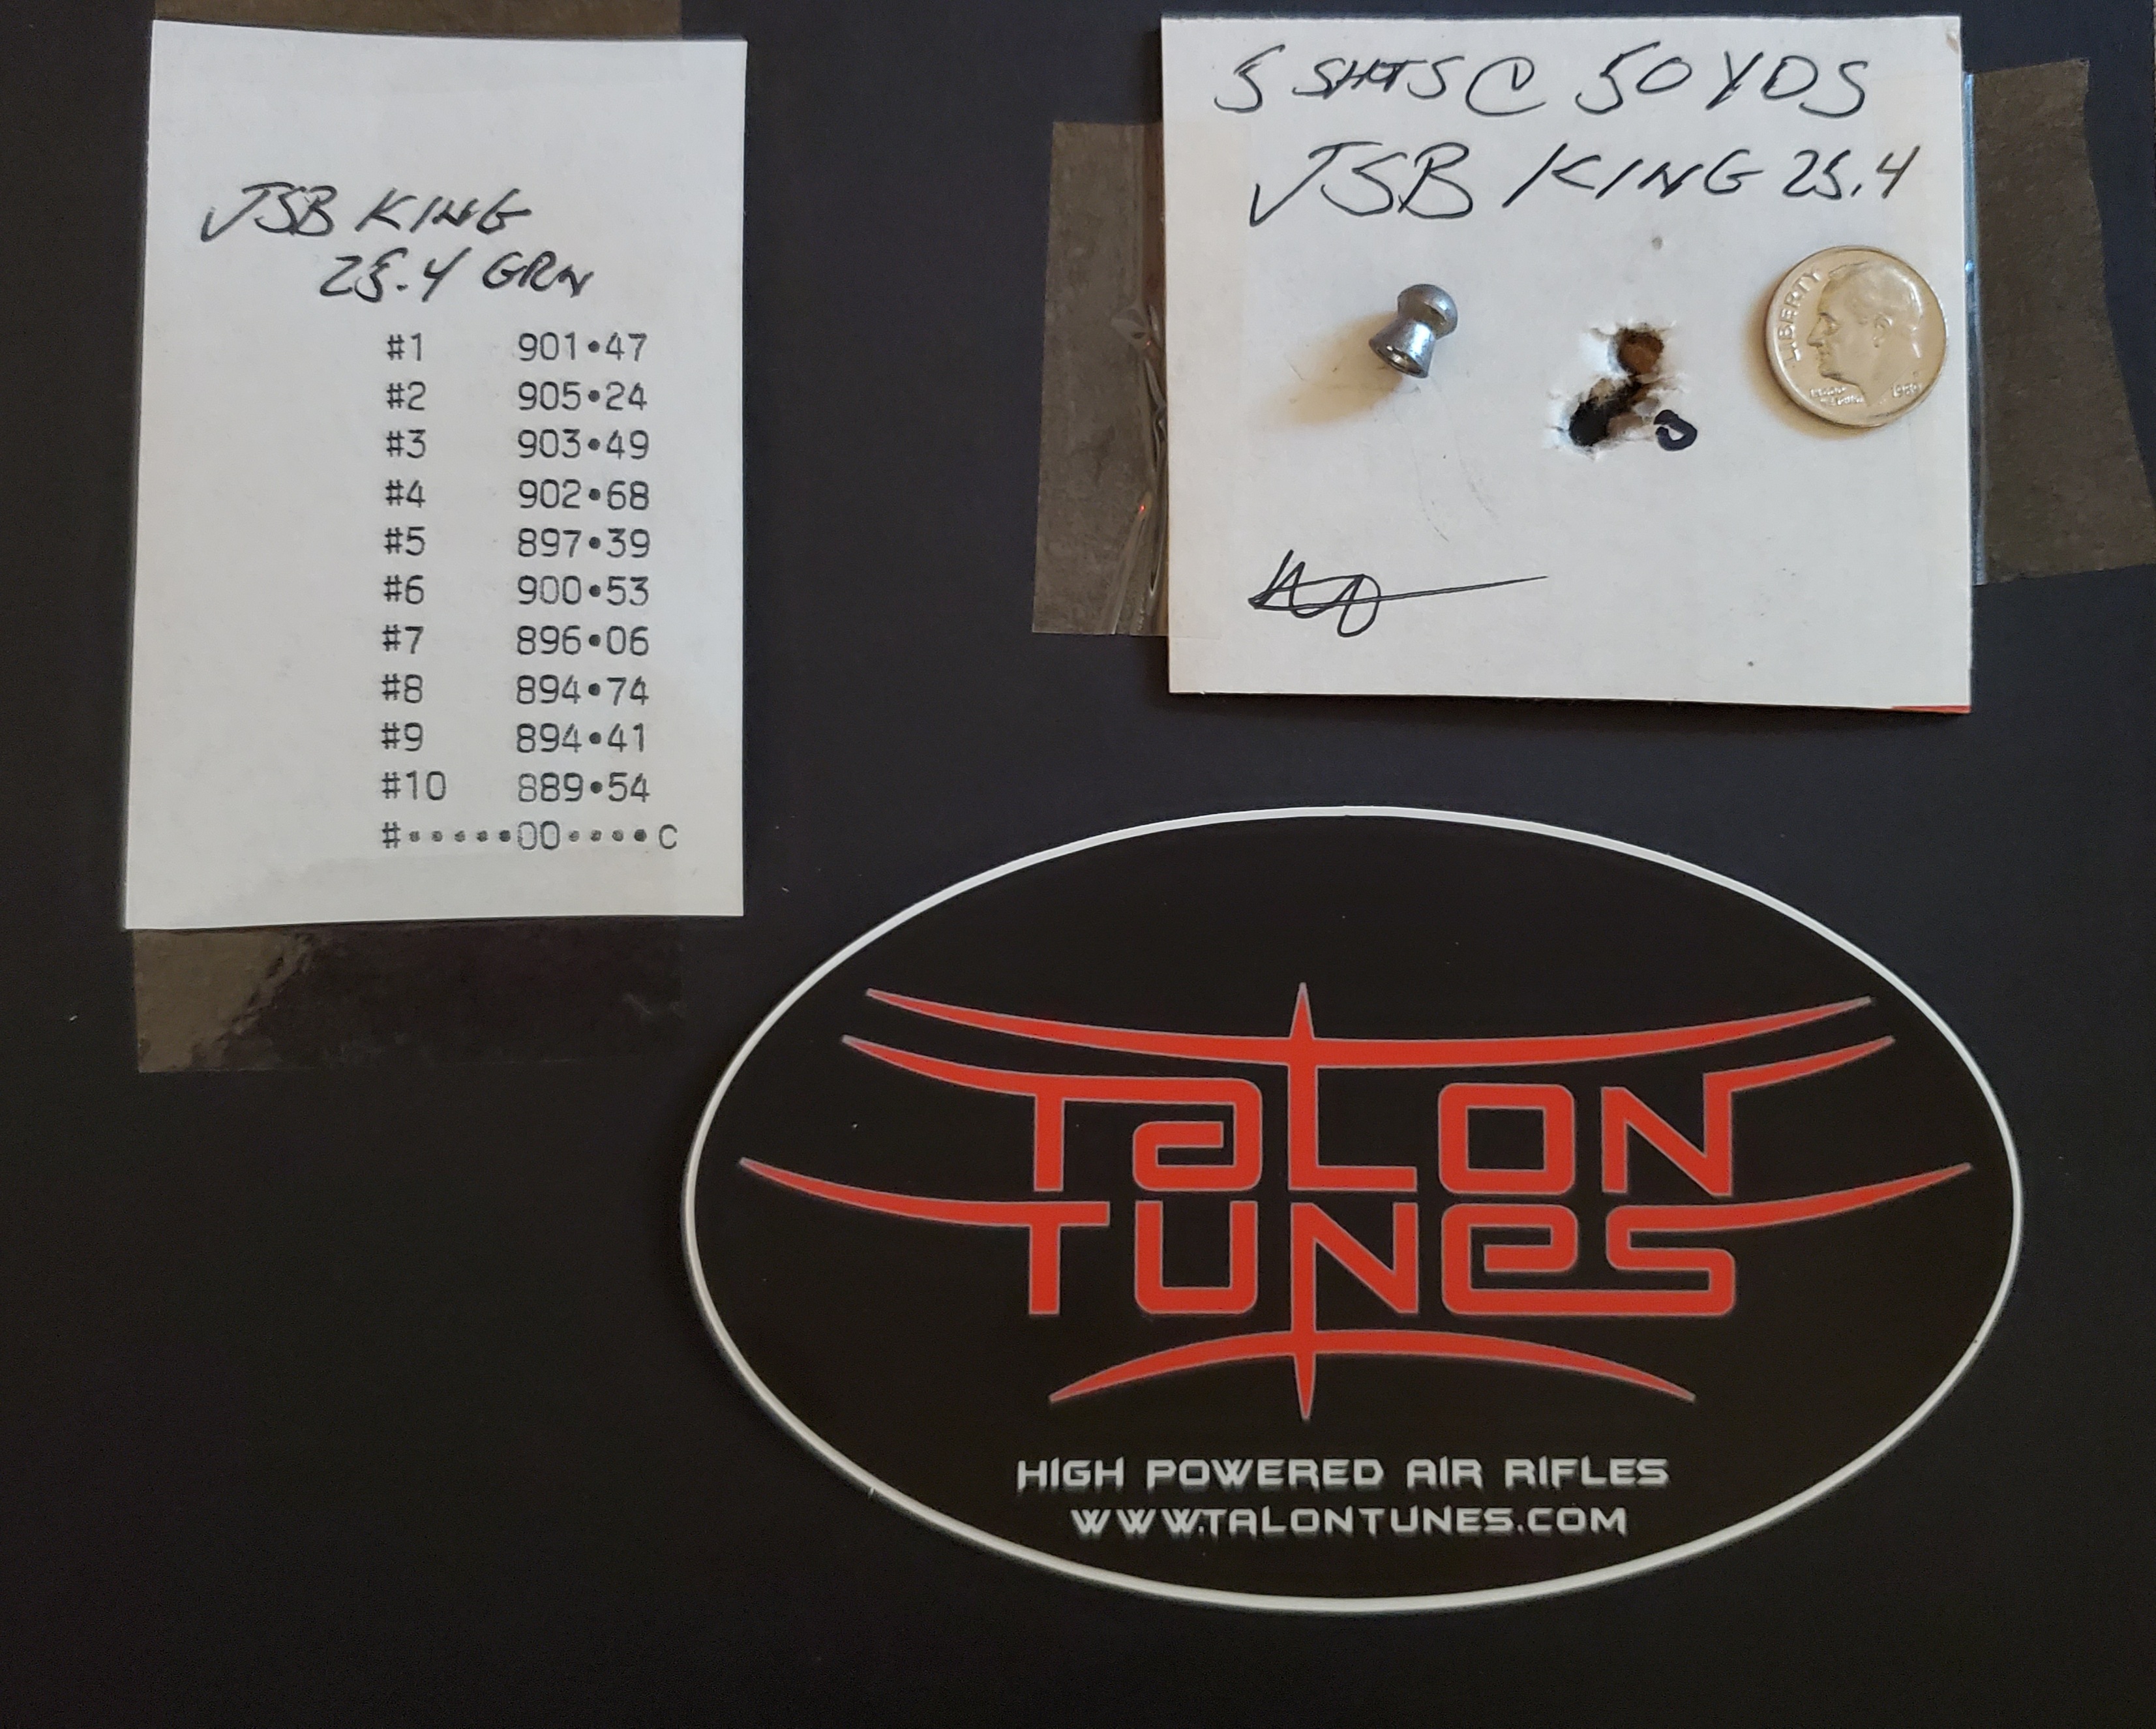 JSB KING
25.4 GRN
#1 901•47
#2 905•24
#3 903•49
#4 902•68
#5 897•39
#6 900•53
#7 896•06
#8 894•74
#9 894•41
#10 889•54
#•••••00••••C
5 SHTS @ 50 YDS
JSB KING 25.4
LIBERTY
TALON
TUNES
HIGH POWERED AIR RIFLES
WWW.TALONTUNES.COM